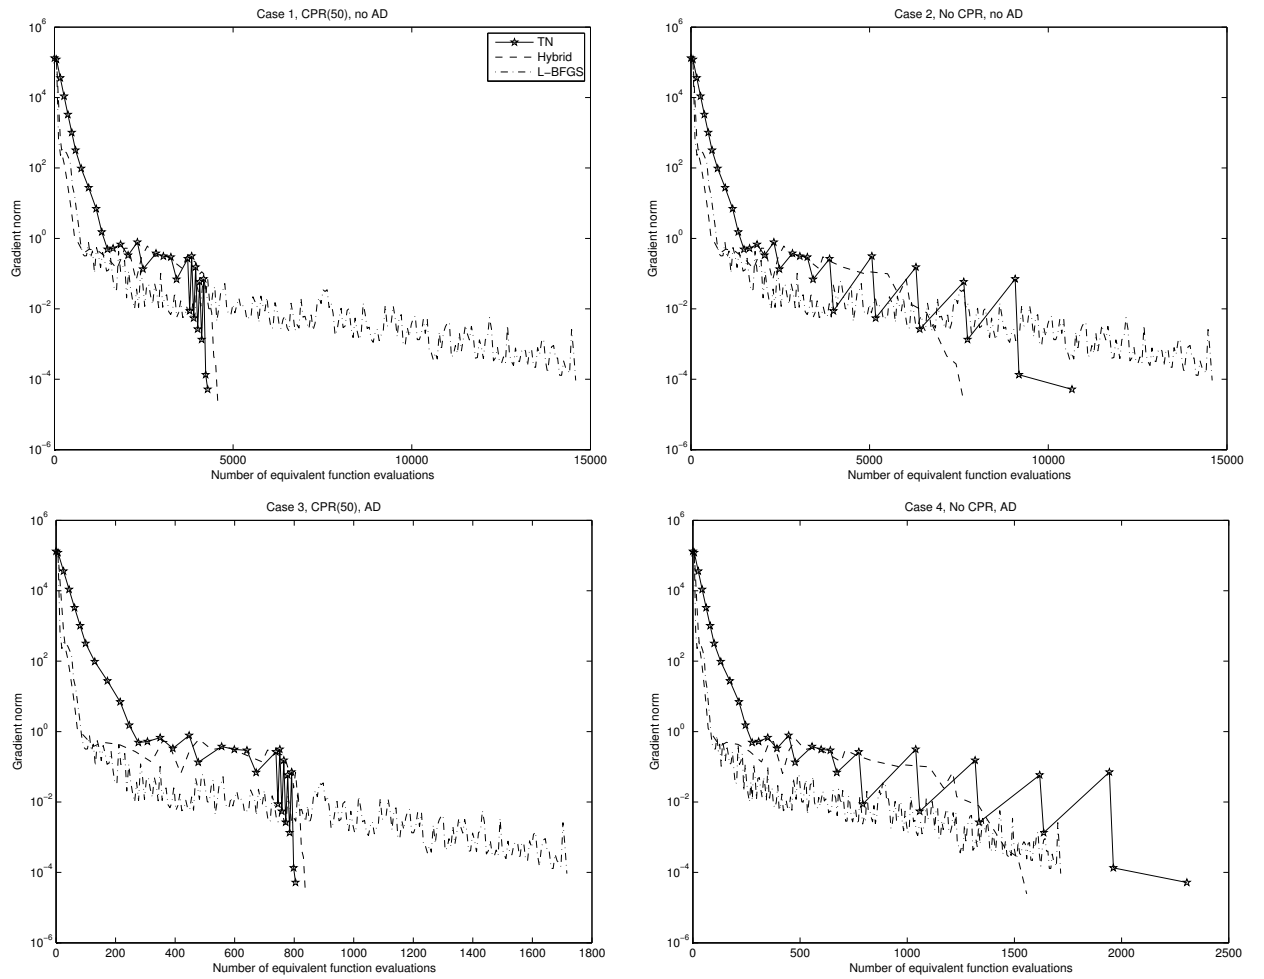 Case 1, CPR(50), no AD
10^6
10^4
10^2
10^0
10^−2
10^−4
10^−6
Gradient norm
TN
Hybrid
L−BFGS
0 5000 10000 15000
Number of equivalent function evaluations
Case 2, No CPR, no AD
10^6
10^4
10^2
10^0
10^−2
10^−4
10^−6
Gradient norm
0 5000 10000 15000
Number of equivalent function evaluations
Case 3, CPR(50), AD
10^6
10^4
10^2
10^0
10^−2
10^−4
10^−6
Gradient norm
0 200 400 600 800 1000 1200 1400 1600 1800
Number of equivalent function evaluations
Case 4, No CPR, AD
10^6
10^4
10^2
10^0
10^−2
10^−4
10^−6
Gradient norm
0 500 1000 1500 2000 2500
Number of equivalent function evaluations